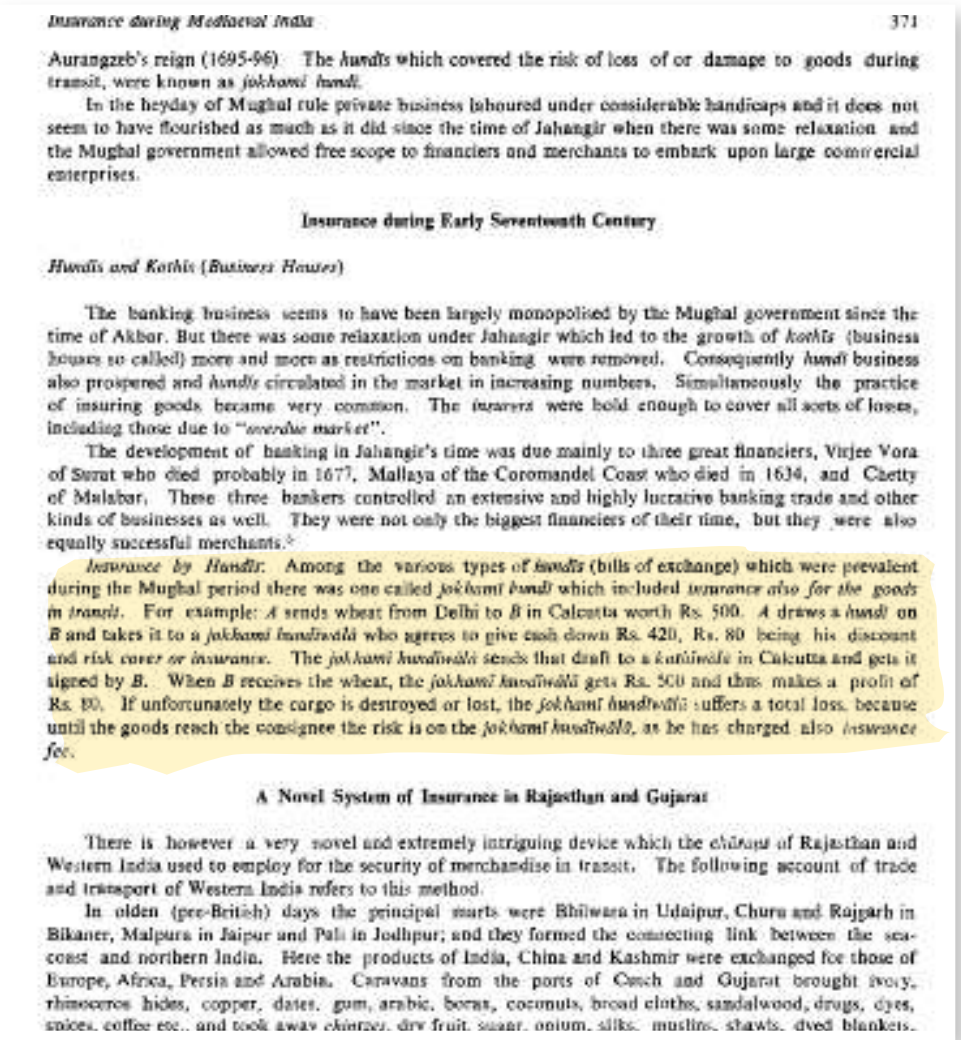 Insurance during Mediaeval India 371
Aurangzeb's reign (1695-96) The hundīs which covered the risk of loss of or damage to goods during
transit, were known as jokhami hundi.
In the heyday of Mughal rule private business laboured under considerable handicaps and it does not
seem to have flourished as much as it did since the time of Jahangir when there was some relaxation and
the Mughal government allowed free scope to financiers and merchants to embark upon large commercial
enterprises.
Insurance during Early Seventeenth Century
Hundīs and Kothis (Business Houses)
The banking business seems to have been largely monopolised by the Mughal government since the
time of Akbar. But there was some relaxation under Jahangir which led to the growth of kothīs (business
houses so called) more and more as restrictions on banking were removed. Consequently hundī business
also prospered and hundīs circulated in the market in increasing numbers. Simultaneously the practice
of insuring goods became very common. The insurers were bold enough to cover all sorts of losses,
including those due to "overdue market".
The development of banking in Jahangir's time was due mainly to three great financiers, Virjee Vora
of Surat who died probably in 1677, Mallaya of the Coromandel Coast who died in 1634, and Chetty
of Malabar. These three bankers controlled an extensive and highly lucrative banking trade and other
kinds of businesses as well. They were not only the biggest financiers of their time, but they were also
equally successful merchants.
Insurance by Hundīs: Among the various types of hundīs (bills of exchange) which were prevalent
during the Mughal period there was one called jokhamī hundī which included insurance also for the goods
in transit. For example: A sends wheat from Delhi to B in Calcutta worth Rs. 500. A draws a hundī on
B and takes it to a jokhamī hundīwālā who agrees to give cash down Rs. 420, Rs. 80 being his discount
and risk cover or insurance. The jokhamī hundīwālā sends that draft to a in Calcutta and gets it
signed by B. When B receives the wheat, the jokhamī hundīwālā gets Rs. 500 and thus makes a profit of
Rs. 80. If unfortunately the cargo is destroyed or lost, the jokhamī hundīwālā suffers a total loss, because
until the goods reach the consignee the risk is on the jokhamī hundīwālā, as he has charged also insurance
fee.
A Novel System of Insurance in Rajasthan and Gujarat
There is however a very novel and extremely intriguing device which the chāraṇs of Rajasthan and
Western India used to employ for the security of merchandise in transit. The following account of trade
and transport of Western India refers to this method.
In olden (pre-British) days the principal marts were Bhilwara in Udaipur, Churu and Rajgarh in
Bikaner, Malpura in Jaipur and Pali in Jodhpur; and they formed the connecting link between the sea-
coast and northern India. Here the products of India, China and Kashmir were exchanged for those of
Europe, Africa, Persia and Arabia. Caravans from the ports of Cutch and Gujarat brought ivory,
rhinoceros hides, copper, dates, gum, arabic, borax, coconuts, broad cloths, sandalwood, drugs, dyes,
spices, coffee etc., and took away chintzes, dry fruit, sugar, opium, silks, muslins, shawls, dyed blankets,